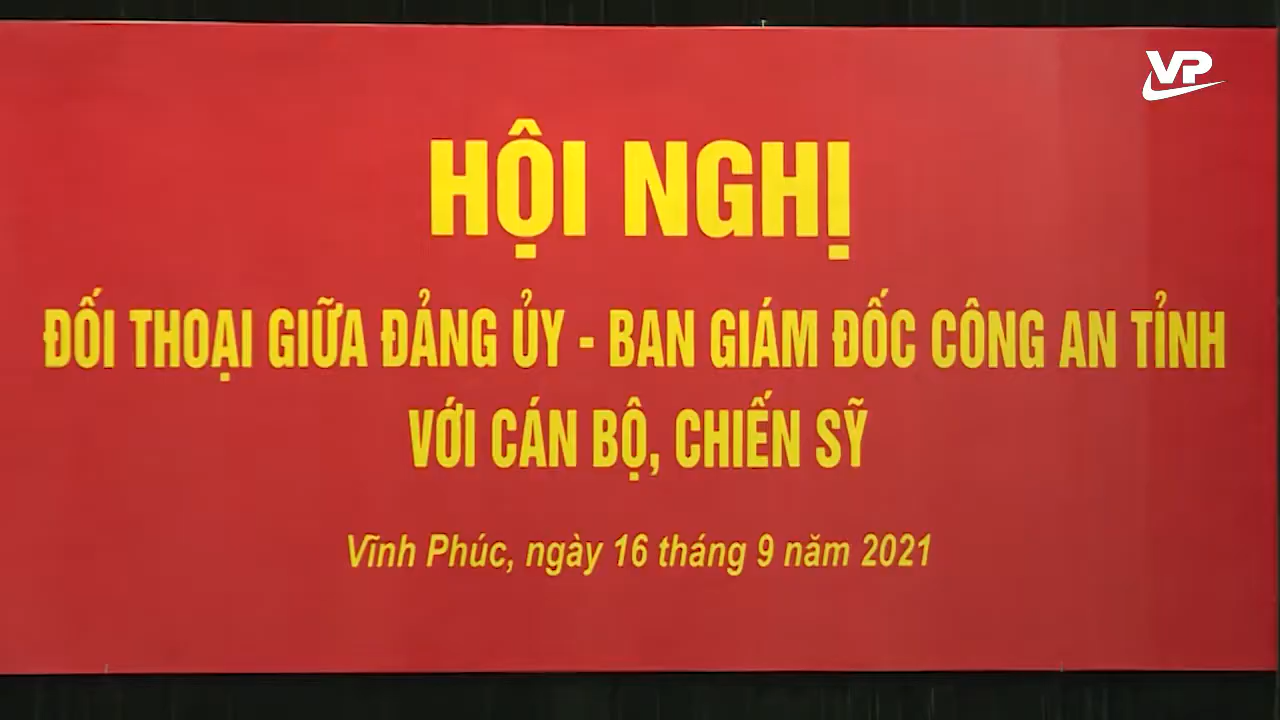 VP
HỘI NGHỊ
ĐỐI THOẠI GIỮA ĐẢNG ỦY - BAN GIÁM ĐỐC CÔNG AN TỈNH
VỚI CÁN BỘ, CHIẾN SỸ
Vĩnh Phúc, ngày 16 tháng 9 năm 2021